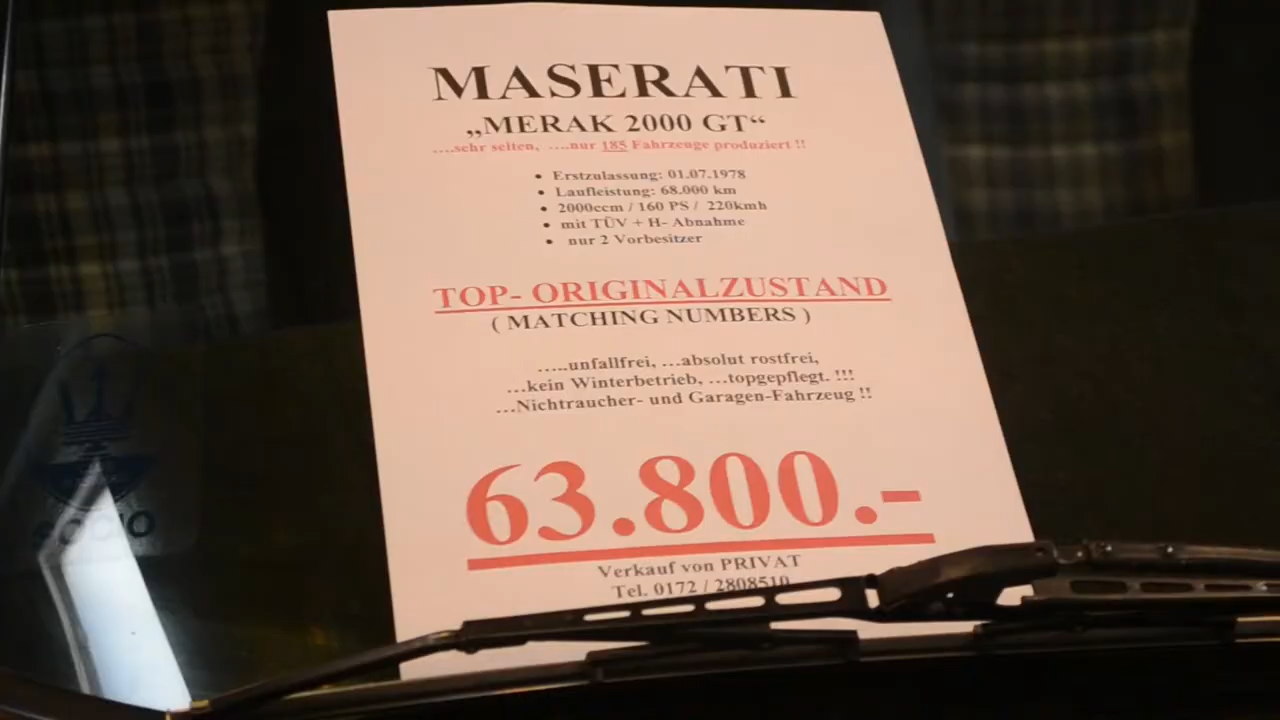 MASERATI
„MERAK 2000 GT“
....sehr selten, ....nur 185 Fahrzeuge produziert !!
• Erstzulassung: 01.07.1978
• Laufleistung: 68.000 km
• 2000ccm / 160 PS / 220kmh
• mit TÜV + H- Abnahme
• nur 2 Vorbesitzer
TOP- ORIGINALZUSTAND
( MATCHING NUMBERS )
.....unfallfrei, ...absolut rostfrei,
...kein Winterbetrieb, ...topgepflegt. !!!
...Nichtraucher- und Garagen-Fahrzeug !!
63.800.-
Verkauf von PRIVAT
Tel. 0172 / 2808510